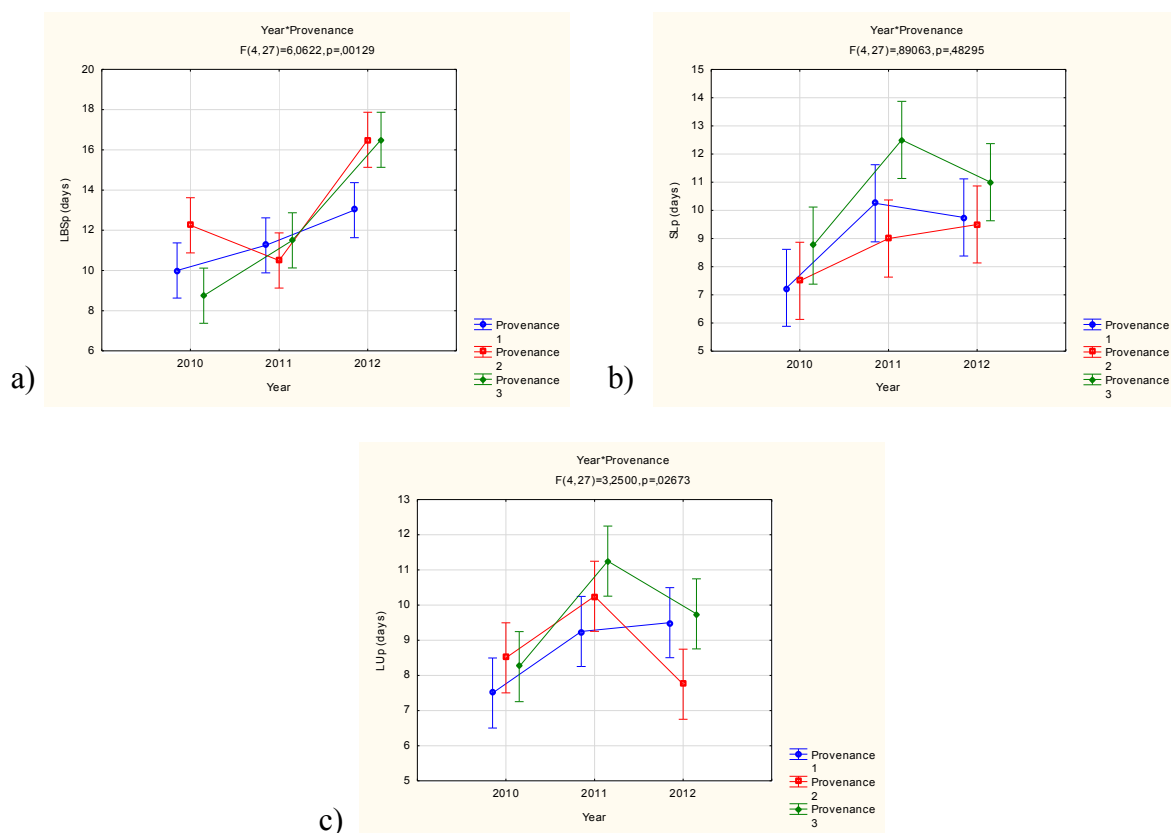 Year*Provenance
F(4,27)=6,0622,p=,00129
20
18
16
14
12
10
8
6
LBSp (days)
2010
2011
2012
Year
Provenance
1
Provenance
2
Provenance
3
a)
Year*Provenance
F(4,27)=,89063,p=,48295
15
14
13
12
11
10
9
8
7
6
5
SLp (days)
2010
2011
2012
Year
Provenance
1
Provenance
2
Provenance
3
b)
Year*Provenance
F(4,27)=3,2500,p=,02673
13
12
11
10
9
8
7
6
5
LUp (days)
2010
2011
2012
Year
Provenance
1
Provenance
2
Provenance
3
c)